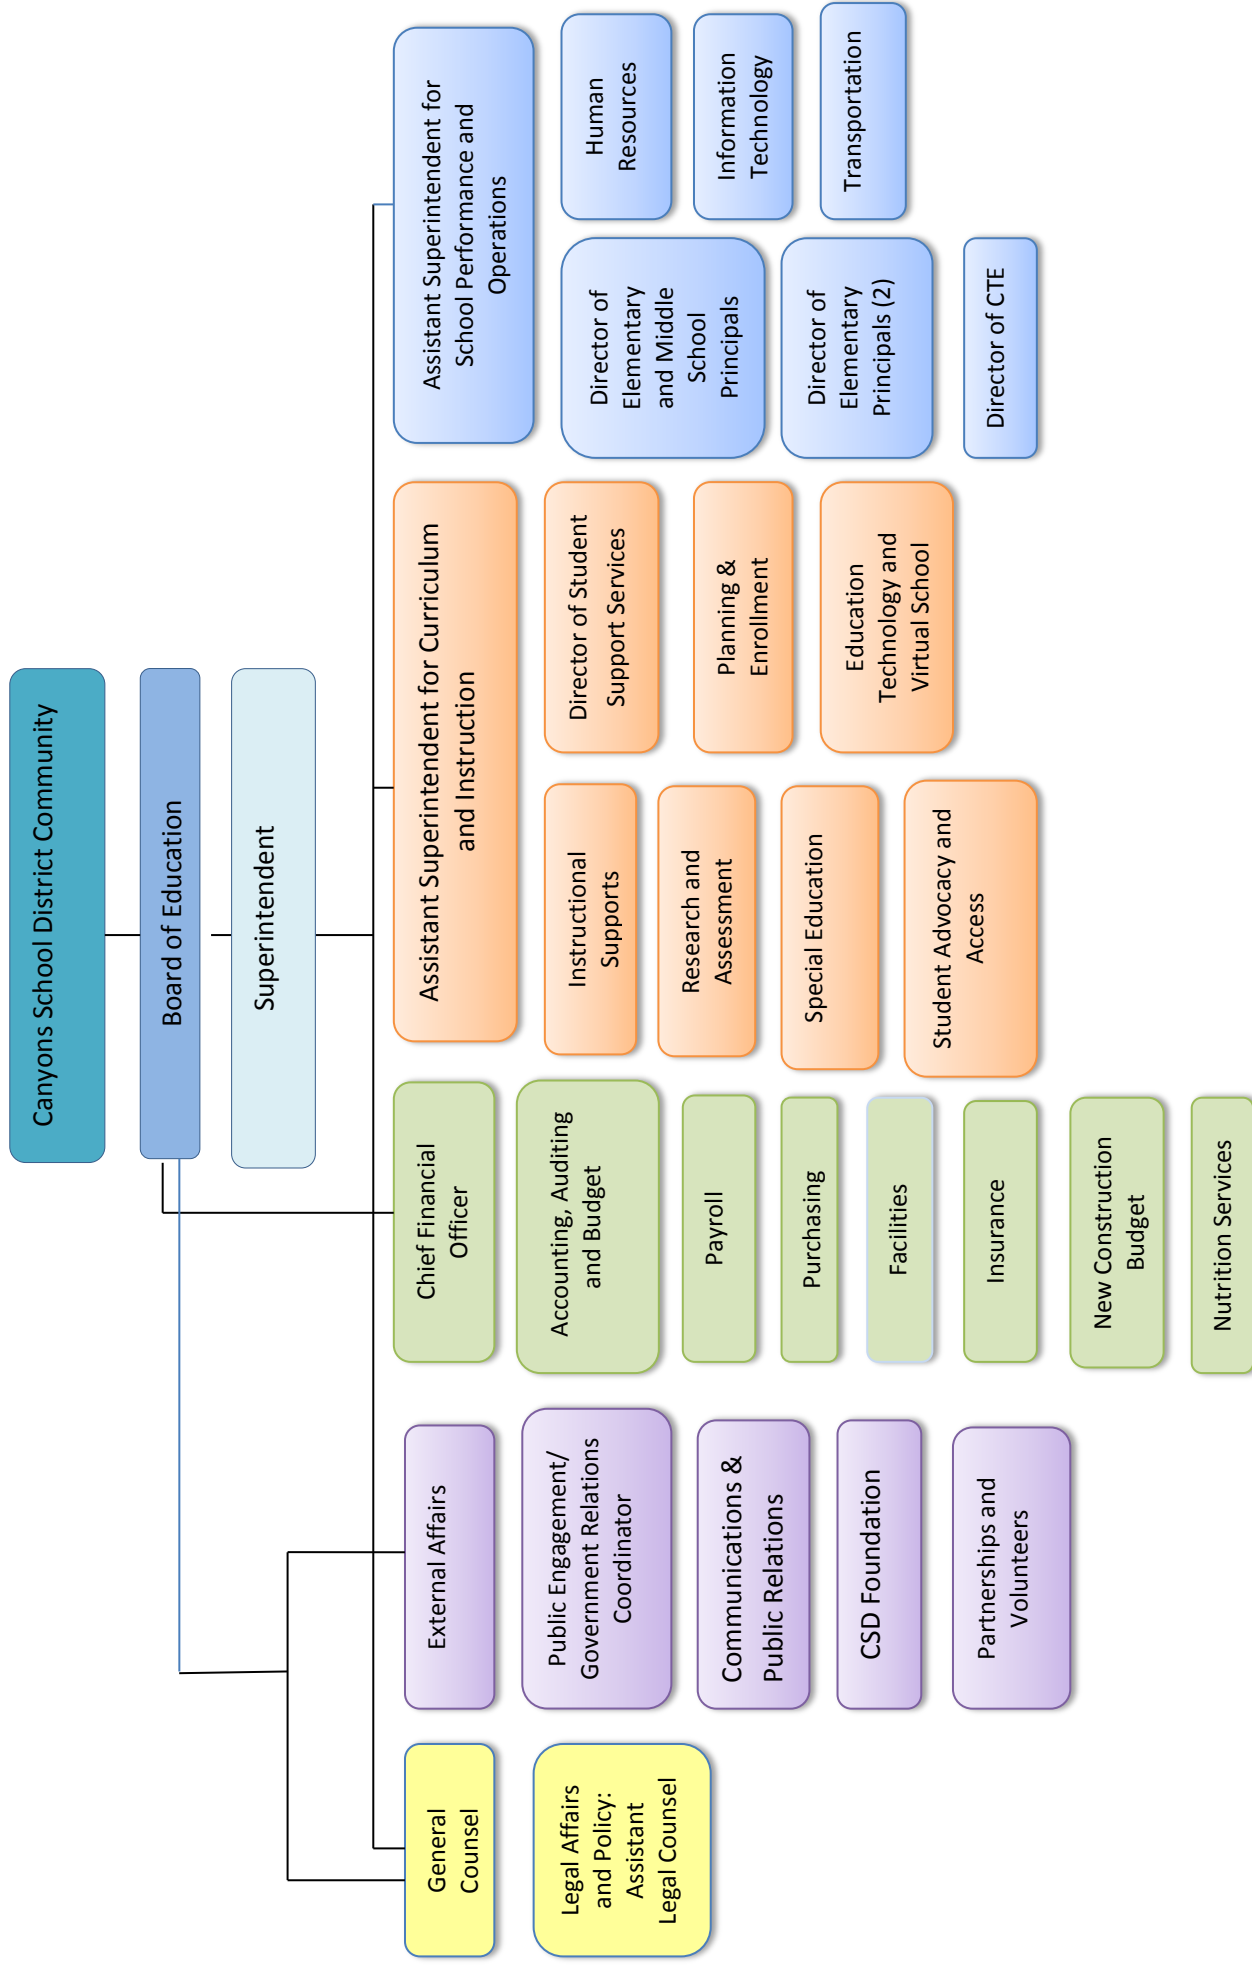 Canyons School District Community
Board of Education
Superintendent
General
Counsel
Legal Affairs
and Policy:
Assistant
Legal Counsel
External Affairs
Public Engagement/
Government Relations
Coordinator
Communications &
Public Relations
CSD Foundation
Partnerships and
Volunteers
Chief Financial
Officer
Accounting, Auditing
and Budget
Payroll
Purchasing
Facilities
Insurance
New Construction
Budget
Nutrition Services
Assistant Superintendent for Curriculum
and Instruction
Instructional
Supports
Research and
Assessment
Special Education
Student Advocacy and
Access
Director of Student
Support Services
Planning &
Enrollment
Education
Technology and
Virtual School
Assistant Superintendent for
School Performance and
Operations
Director of
Elementary
and Middle
School
Principals
Director of
Elementary
Principals (2)
Director of CTE
Human
Resources
Information
Technology
Transportation